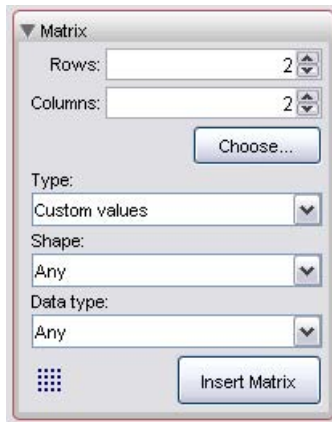 Matrix
Rows: 2
Columns: 2
Choose...
Type:
Custom values
Shape:
Any
Data type:
Any
Insert Matrix